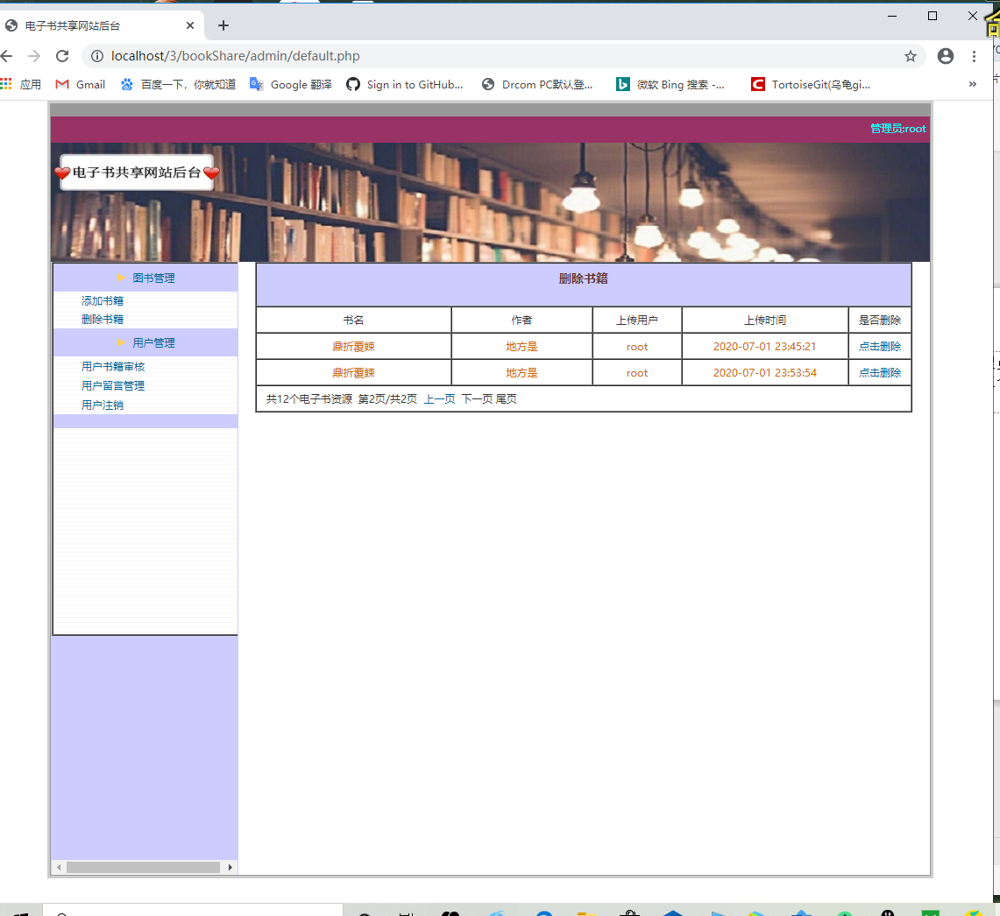 电子书共享网站后台
localhost/3/bookShare/admin/default.php
应用 Gmail 百度一下，你就知道 Google 翻译 Sign in to GitHub... Drcom PC默认登... 微软 Bing 搜索 -... TortoiseGit(乌龟gi... »
管理员:root
电子书共享网站后台
图书管理
添加书籍
删除书籍
用户管理
用户书籍审核
用户留言管理
用户注销
删除书籍
书名 作者 上传用户 上传时间 是否删除
鼎折覆餗 地方是 root 2020-07-01 23:45:21 点击删除
鼎折覆餗 地方是 root 2020-07-01 23:53:54 点击删除
共12个电子书资源 第2页/共2页 上一页 下一页 尾页